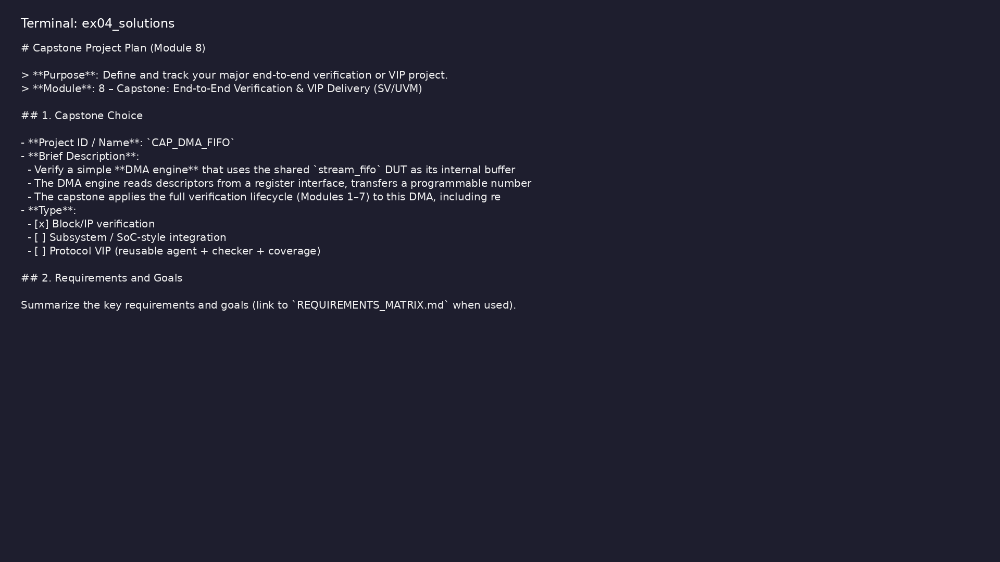 Terminal: ex04_solutions
# Capstone Project Plan (Module 8)
> **Purpose**: Define and track your major end-to-end verification or VIP project.
> **Module**: 8 – Capstone: End-to-End Verification & VIP Delivery (SV/UVM)
## 1. Capstone Choice
- **Project ID / Name**: `CAP_DMA_FIFO`
- **Brief Description**:
  - Verify a simple **DMA engine** that uses the shared `stream_fifo` DUT as its internal buffer
  - The DMA engine reads descriptors from a register interface, transfers a programmable number
  - The capstone applies the full verification lifecycle (Modules 1–7) to this DMA, including re
- **Type**:
  - [x] Block/IP verification
  - [ ] Subsystem / SoC-style integration
  - [ ] Protocol VIP (reusable agent + checker + coverage)
## 2. Requirements and Goals
Summarize the key requirements and goals (link to `REQUIREMENTS_MATRIX.md` when used).